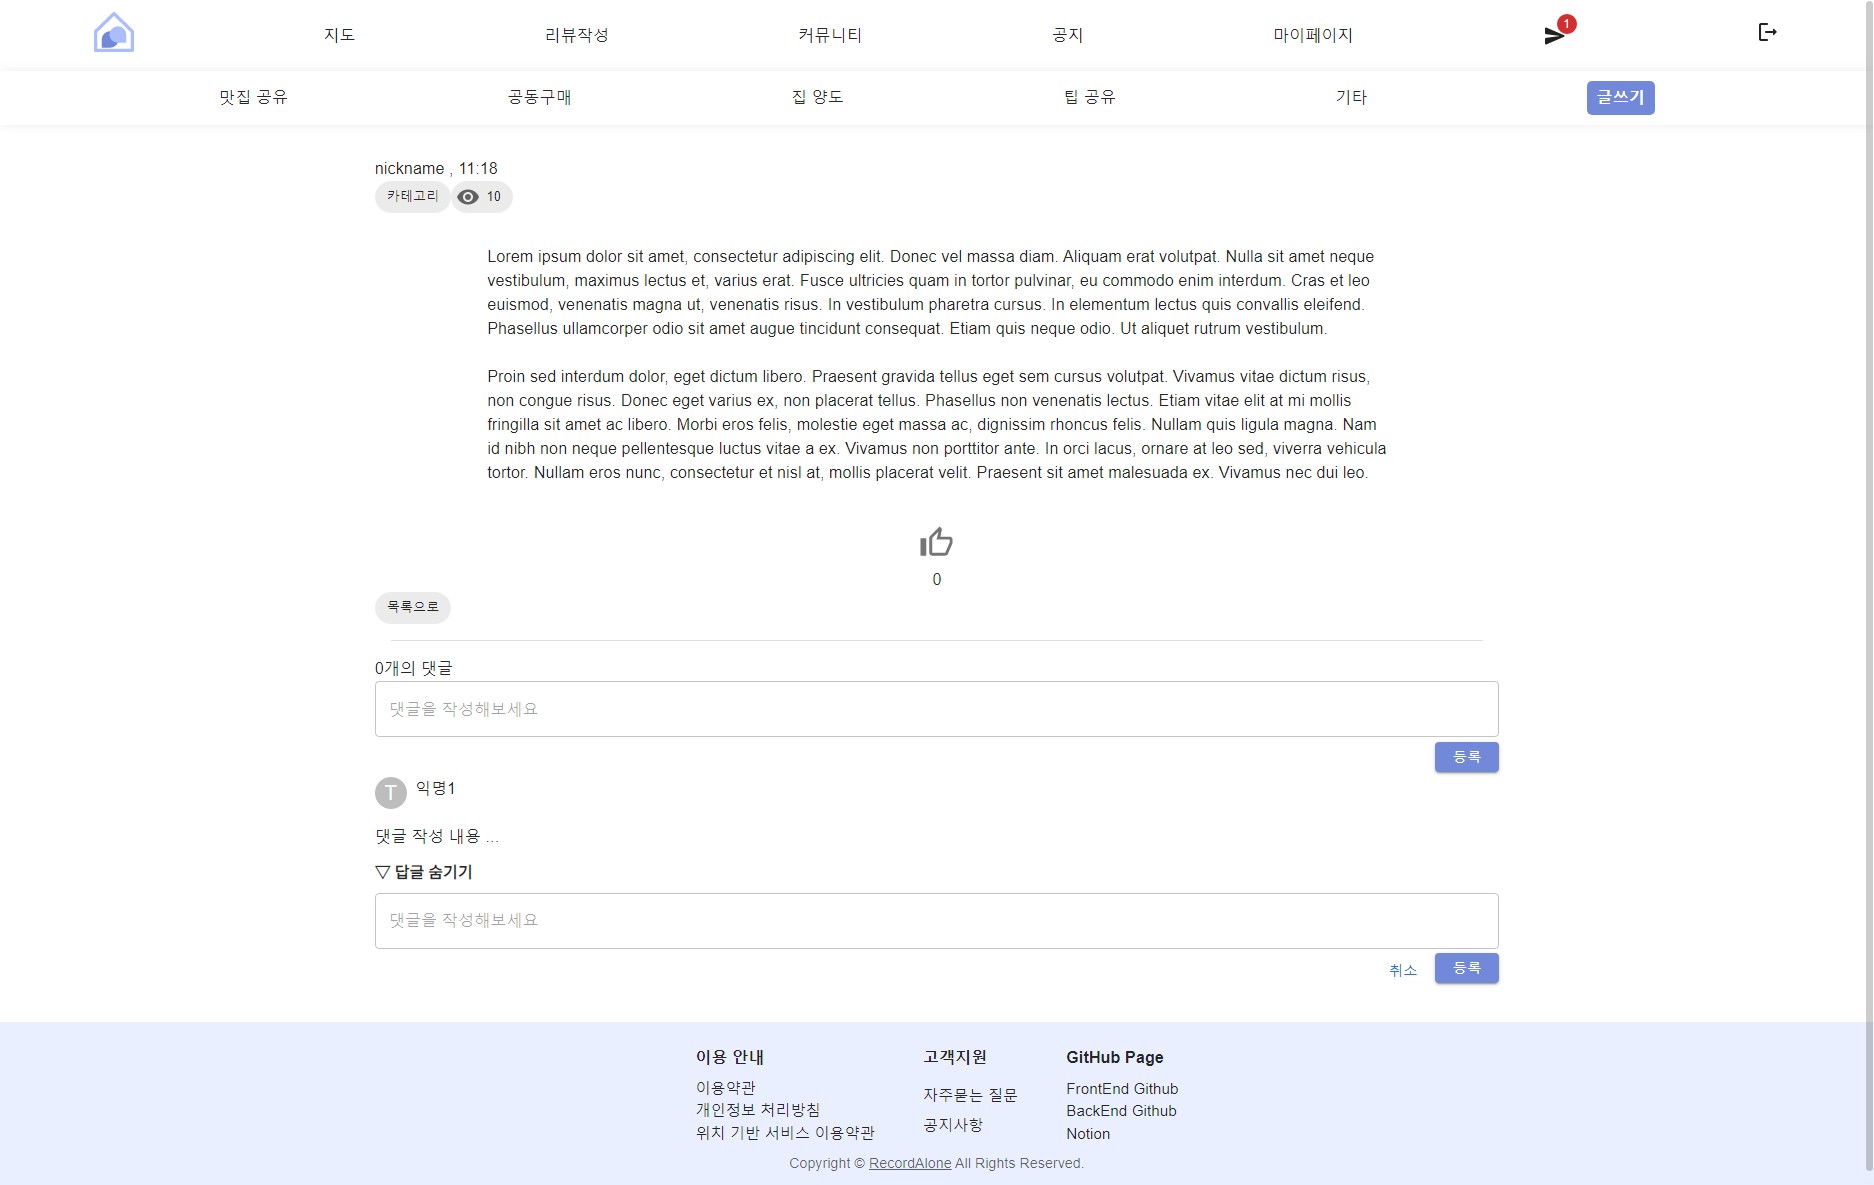 지도 리뷰작성 커뮤니티 공지 마이페이지 1
맛집 공유 공동구매 집 양도 팁 공유 기타 글쓰기
nickname , 11:18
카테고리 10
Lorem ipsum dolor sit amet, consectetur adipiscing elit. Donec vel massa diam. Aliquam erat volutpat. Nulla sit amet neque
vestibulum, maximus lectus et, varius erat. Fusce ultricies quam in tortor pulvinar, eu commodo enim interdum. Cras et leo
euismod, venenatis magna ut, venenatis risus. In vestibulum pharetra cursus. In elementum lectus quis convallis eleifend.
Phasellus ullamcorper odio sit amet augue tincidunt consequat. Etiam quis neque odio. Ut aliquet rutrum vestibulum.
Proin sed interdum dolor, eget dictum libero. Praesent gravida tellus eget sem cursus volutpat. Vivamus vitae dictum risus,
non congue risus. Donec eget varius ex, non placerat tellus. Phasellus non venenatis lectus. Etiam vitae elit at mi mollis
fringilla sit amet ac libero. Morbi eros felis, molestie eget massa ac, dignissim rhoncus felis. Nullam quis ligula magna. Nam
id nibh non neque pellentesque luctus vitae a ex. Vivamus non porttitor ante. In orci lacus, ornare at leo sed, viverra vehicula
tortor. Nullam eros nunc, consectetur et nisl at, mollis placerat velit. Praesent sit amet malesuada ex. Vivamus nec dui leo.
0
목록으로
0개의 댓글
댓글을 작성해보세요
등록
T 익명1
댓글 작성 내용 ...
▽ 답글 숨기기
댓글을 작성해보세요
취소 등록
이용 안내
이용약관
개인정보 처리방침
위치 기반 서비스 이용약관
고객지원
자주묻는 질문
공지사항
GitHub Page
FrontEnd Github
BackEnd Github
Notion
Copyright © RecordAlone All Rights Reserved.